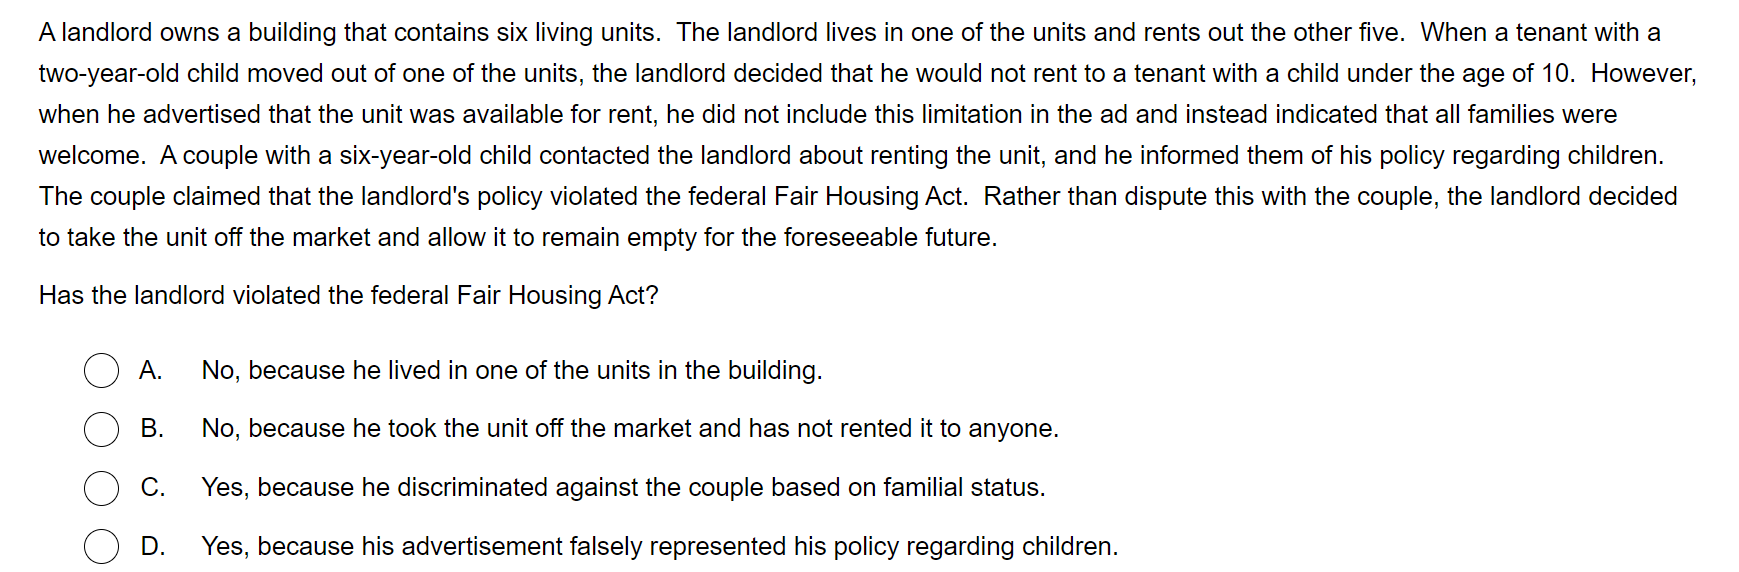 A landlord owns a building that contains six living units.  The landlord lives in one of the units and rents out the other five.  When a tenant with a
two-year-old child moved out of one of the units, the landlord decided that he would not rent to a tenant with a child under the age of 10.  However,
when he advertised that the unit was available for rent, he did not include this limitation in the ad and instead indicated that all families were
welcome.  A couple with a six-year-old child contacted the landlord about renting the unit, and he informed them of his policy regarding children.
The couple claimed that the landlord's policy violated the federal Fair Housing Act.  Rather than dispute this with the couple, the landlord decided
to take the unit off the market and allow it to remain empty for the foreseeable future.
Has the landlord violated the federal Fair Housing Act?
A. No, because he lived in one of the units in the building.
B. No, because he took the unit off the market and has not rented it to anyone.
C. Yes, because he discriminated against the couple based on familial status.
D. Yes, because his advertisement falsely represented his policy regarding children.